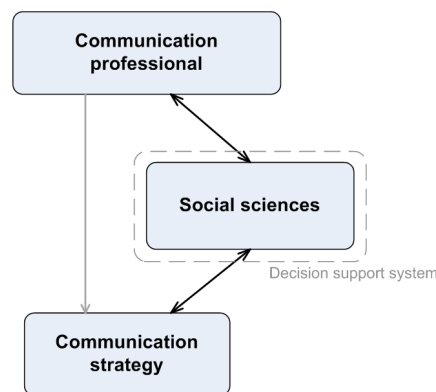 Communication
professional
Social sciences
Decision support system
Communication
strategy